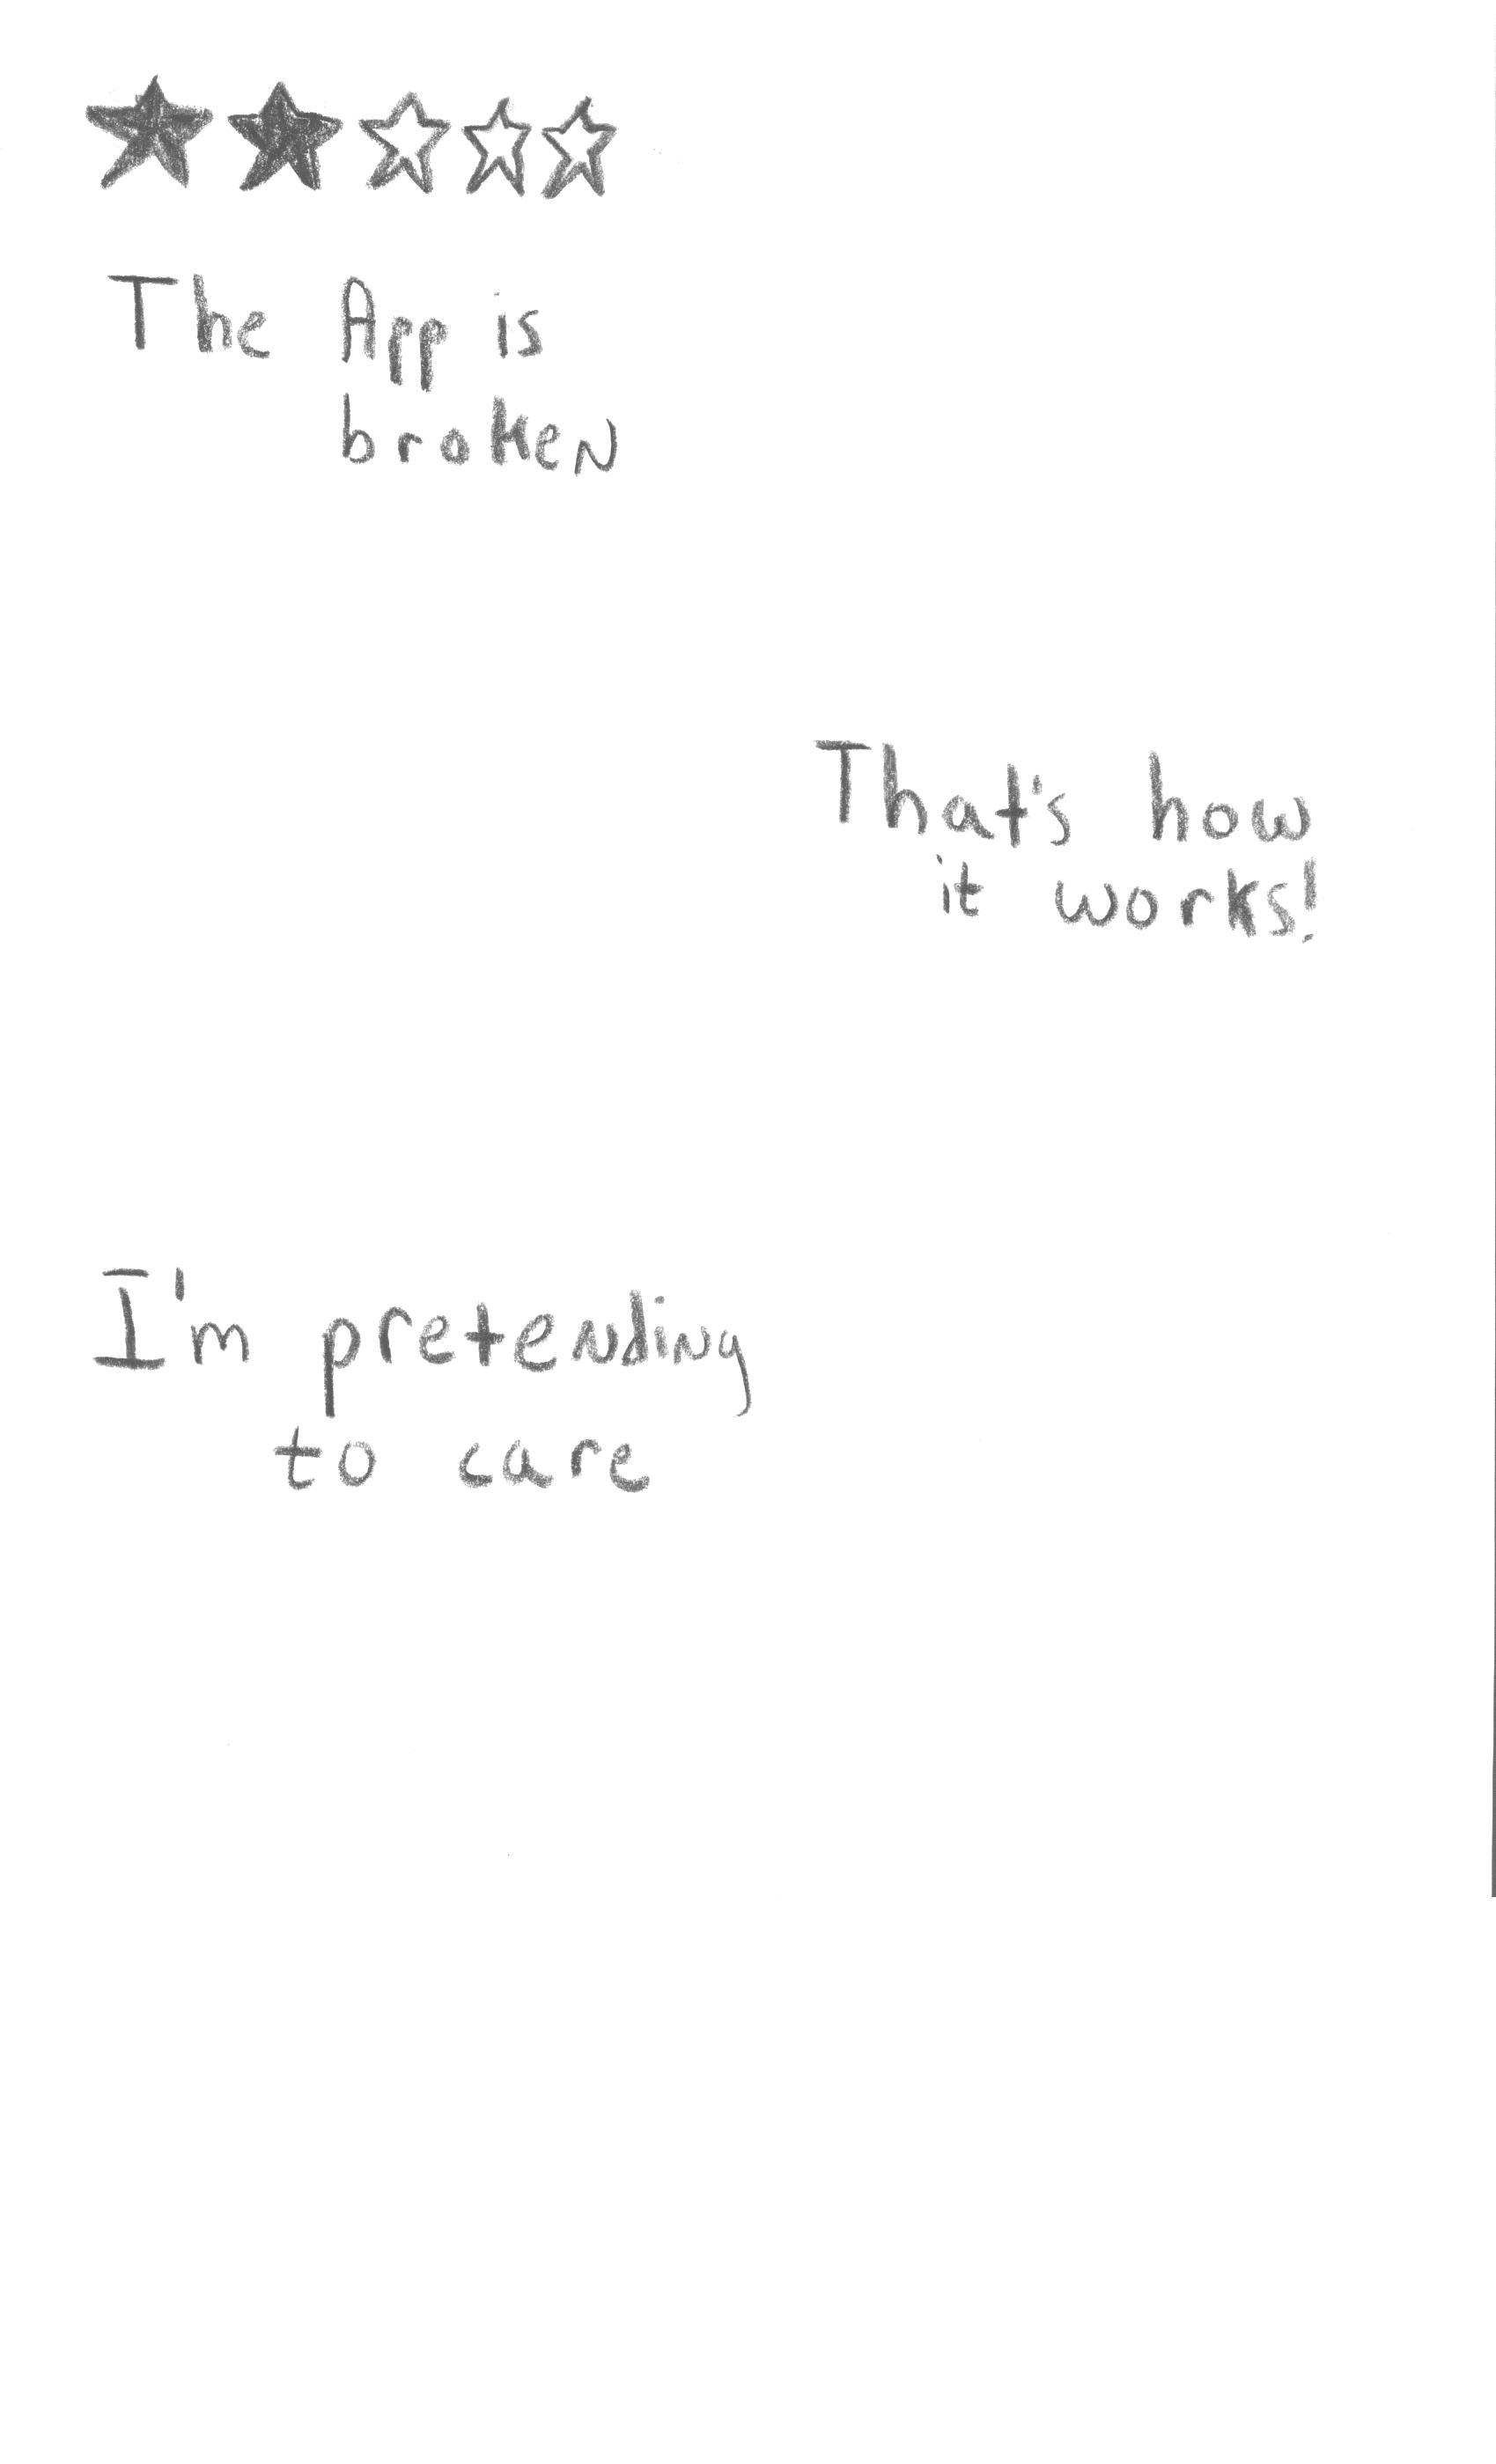 The App is
broken
That's how
it works!
I'm pretending
to care